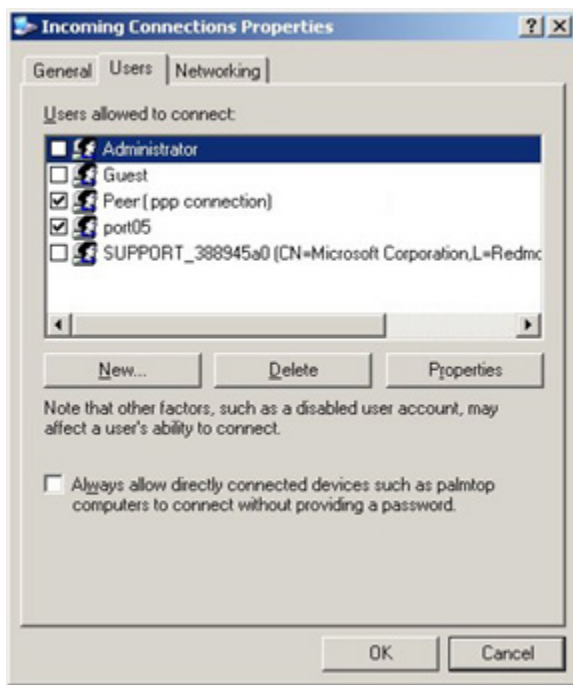 Incoming Connections Properties
General
Users
Networking
Users allowed to connect:
Administrator
Guest
Peer (ppp connection)
port05
SUPPORT_388945a0 (CN=Microsoft Corporation,L=Redmo
New...
Delete
Properties
Note that other factors, such as a disabled user account, may
affect a user's ability to connect.
Always allow directly connected devices such as palmtop
computers to connect without providing a password.
OK
Cancel